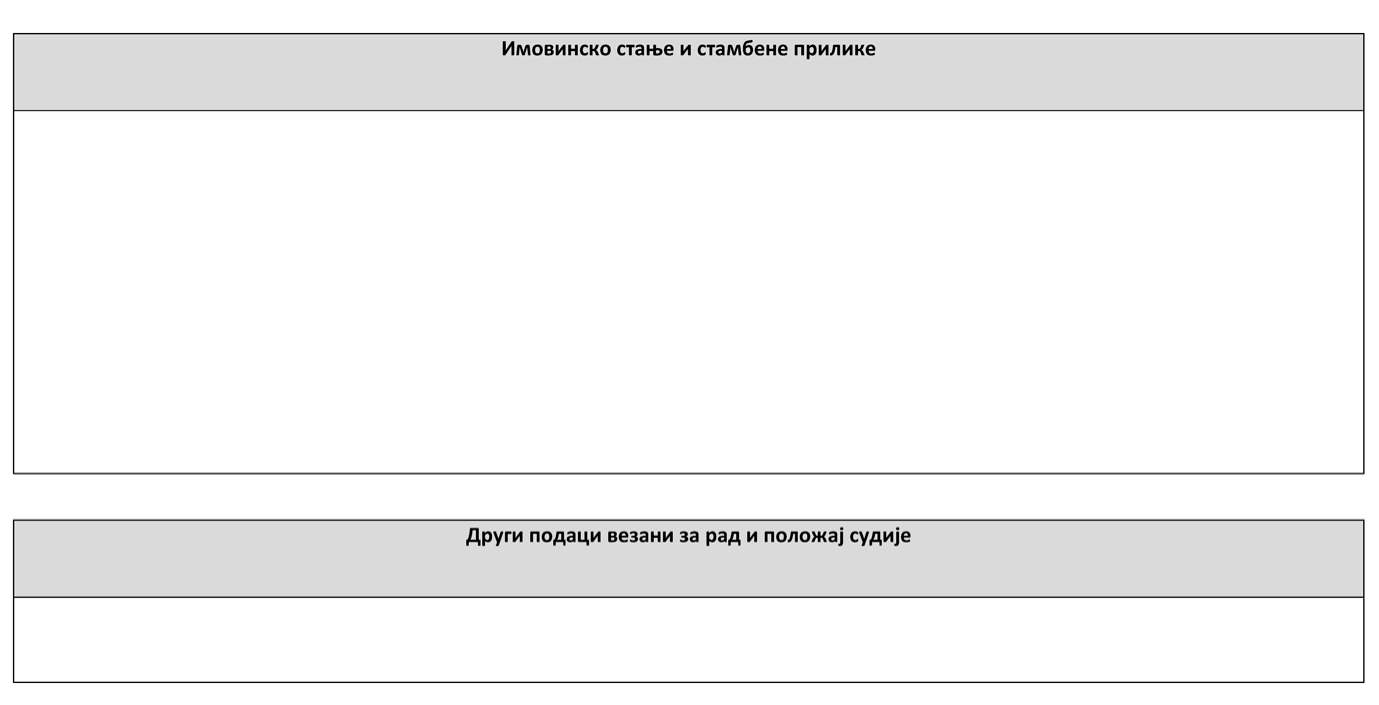 Имовинско стање и стамбене прилике
Други подаци везани за рад и положај судије